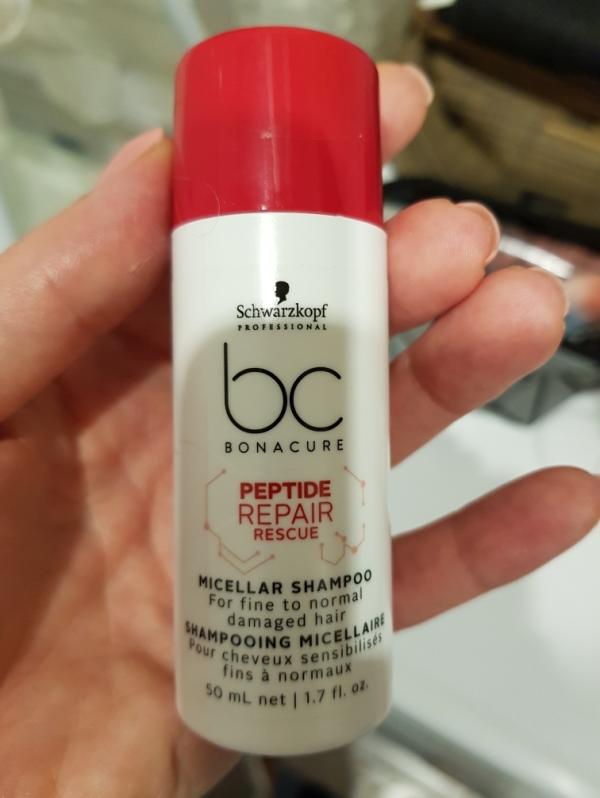 Schwarzkopf
PROFESSIONAL
bc
BONACURE
PEPTIDE
REPAIR
RESCUE
MICELLAR SHAMPOO
For fine to normal
damaged hair
SHAMPOOING MICELLAIRE
Pour cheveux sensibilisés
fins à normaux
50 mL net | 1.7 fl. oz.